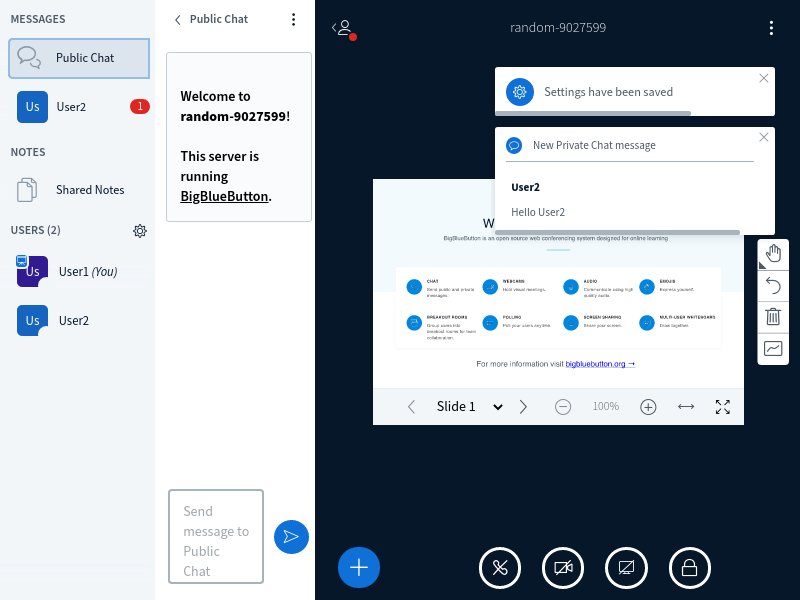 MESSAGES
Public Chat
Us
User2
1
NOTES
Shared Notes
USERS (2)
Us
User1 (You)
Us
User2
Public Chat
Welcome to
random-9027599!
This server is
running
BigBlueButton.
Send
message to
Public
Chat
random-9027599
Settings have been saved
New Private Chat message
User2
Hello User2
W
BigBlueButton is an open source web conferencing system designed for online learning
CHAT
Send public and private
messages.
WEBCAMS
Hold visual meetings.
AUDIO
Communicate using high
quality audio.
EMOJIS
Express yourself.
BREAKOUT ROOMS
Group users into
breakout rooms for team
collaboration.
POLLING
Poll your users anytime.
SCREEN SHARING
Share your screen.
MULTI-USER WHITEBOARD
Draw together.
For more information visit bigbluebutton.org →
Slide 1
100%